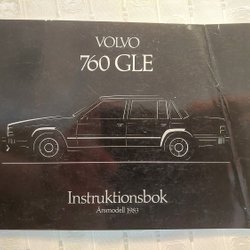 VOLVO
760 GLE
Instruktionsbok
Årsmodell 1983